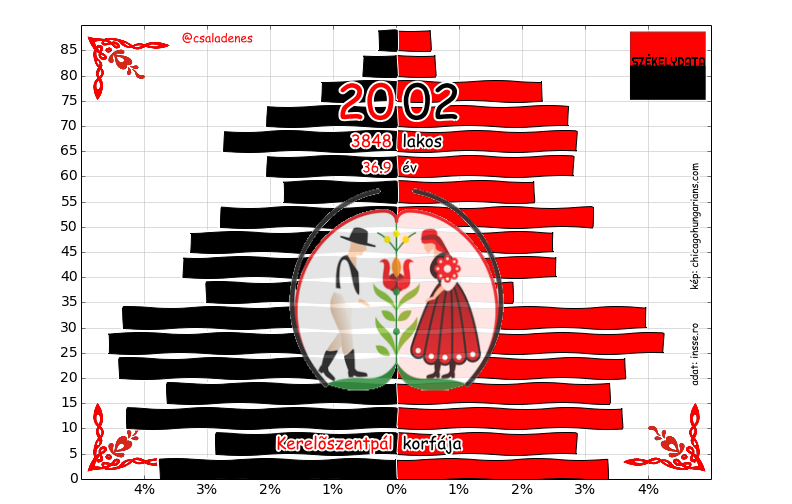 @csaladenes
SZÉKELYDATA
2002
3848 lakos
36.9 év
kép: chicagohungarians.com
adat: insse.ro
Kerelőszentpál korfája
85
80
75
70
65
60
55
50
45
40
35
30
25
20
15
10
5
0
4% 3% 2% 1% 0% 1% 2% 3% 4%